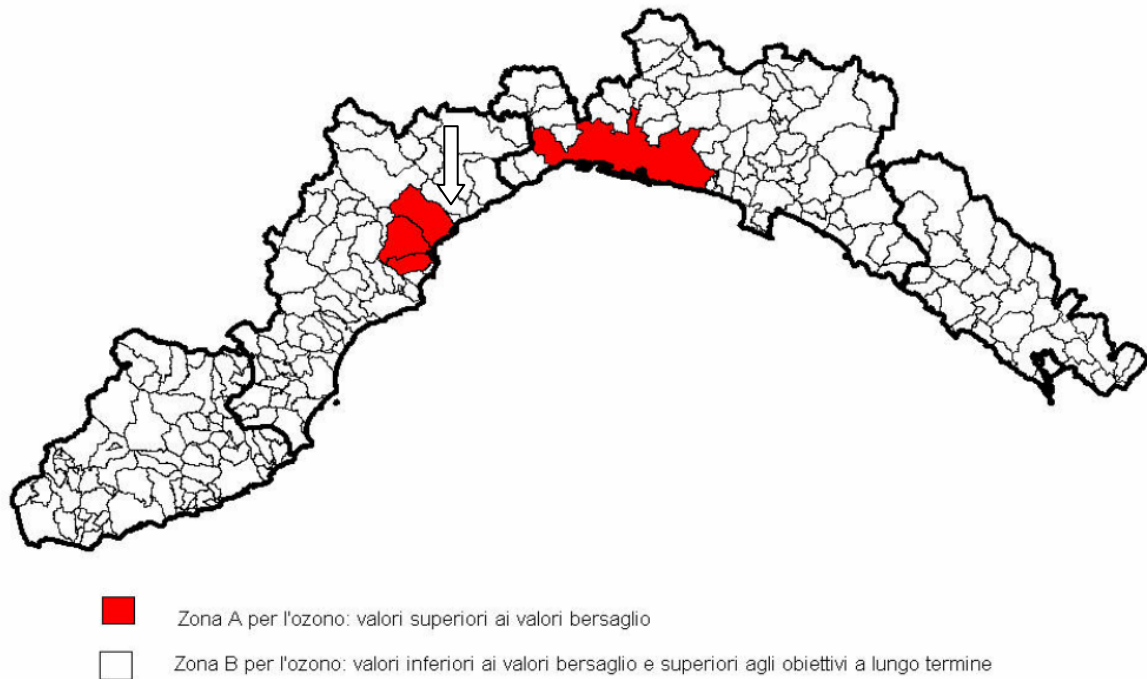 Zona A per l'ozono: valori superiori ai valori bersaglio
Zona B per l'ozono: valori inferiori ai valori bersaglio e superiori agli obiettivi a lungo termine